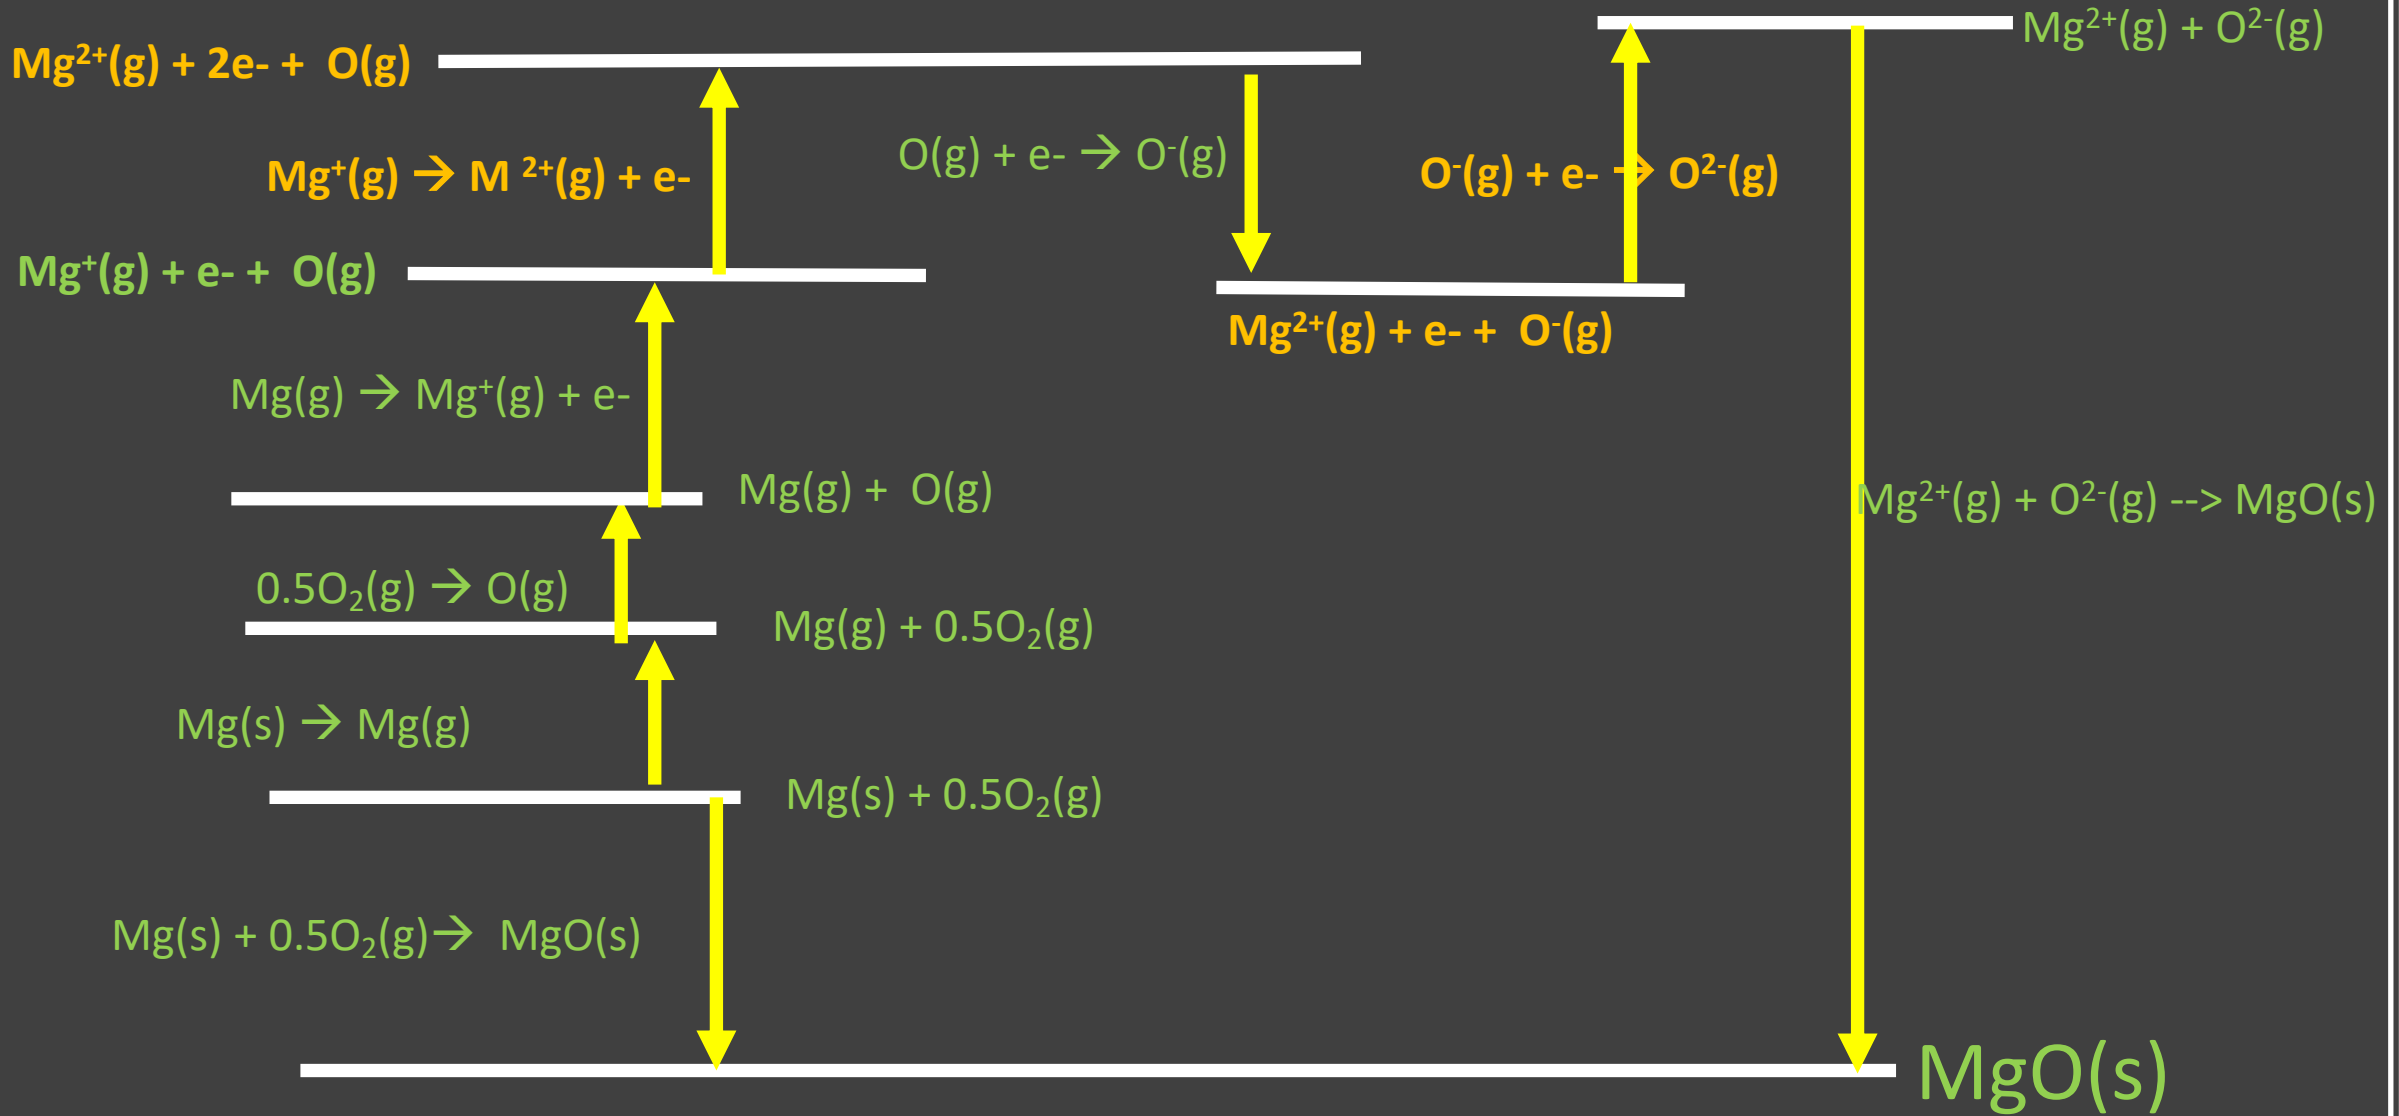 Mg²⁺(g) + O²⁻(g)
Mg²⁺(g) + 2e- + O(g)
O(g) + e- → O⁻(g)
Mg⁺(g) → M ²⁺(g) + e-
O⁻(g) + e- → O²⁻(g)
Mg⁺(g) + e- + O(g)
Mg²⁺(g) + e- + O⁻(g)
Mg(g) → Mg⁺(g) + e-
Mg(g) + O(g)
Mg²⁺(g) + O²⁻(g) --> MgO(s)
0.5O₂(g) → O(g)
Mg(g) + 0.5O₂(g)
Mg(s) → Mg(g)
Mg(s) + 0.5O₂(g)
Mg(s) + 0.5O₂(g)→ MgO(s)
MgO(s)